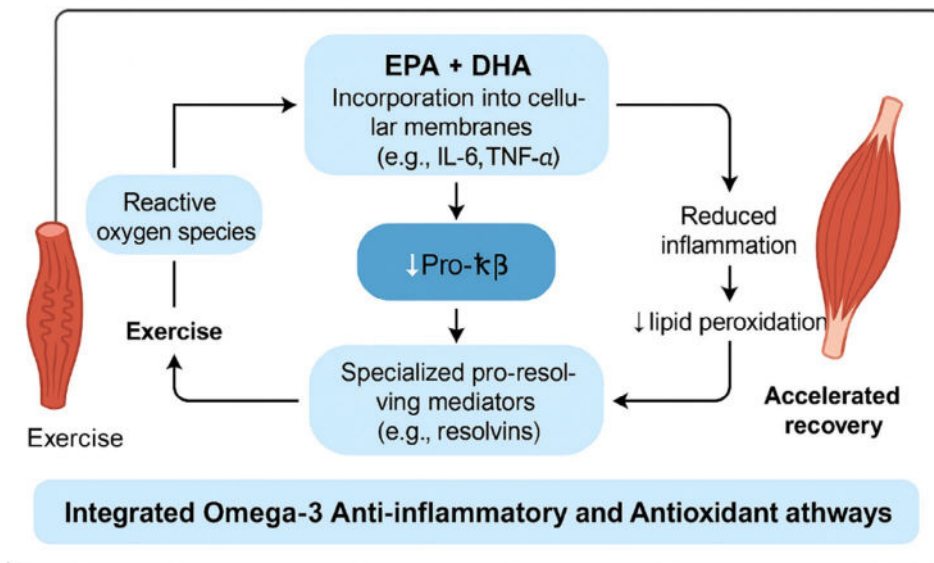 EPA + DHA
Incorporation into cellu-
lar membranes
(e.g., IL-6, TNF-α)
Reactive
oxygen species
Reduced
inflammation
↓Pro-ꝁβ
Exercise
↓lipid peroxidation
Specialized pro-resol-
ving mediators
(e.g., resolvins)
Accelerated
recovery
Exercise
Integrated Omega-3 Anti-inflammatory and Antioxidant athways